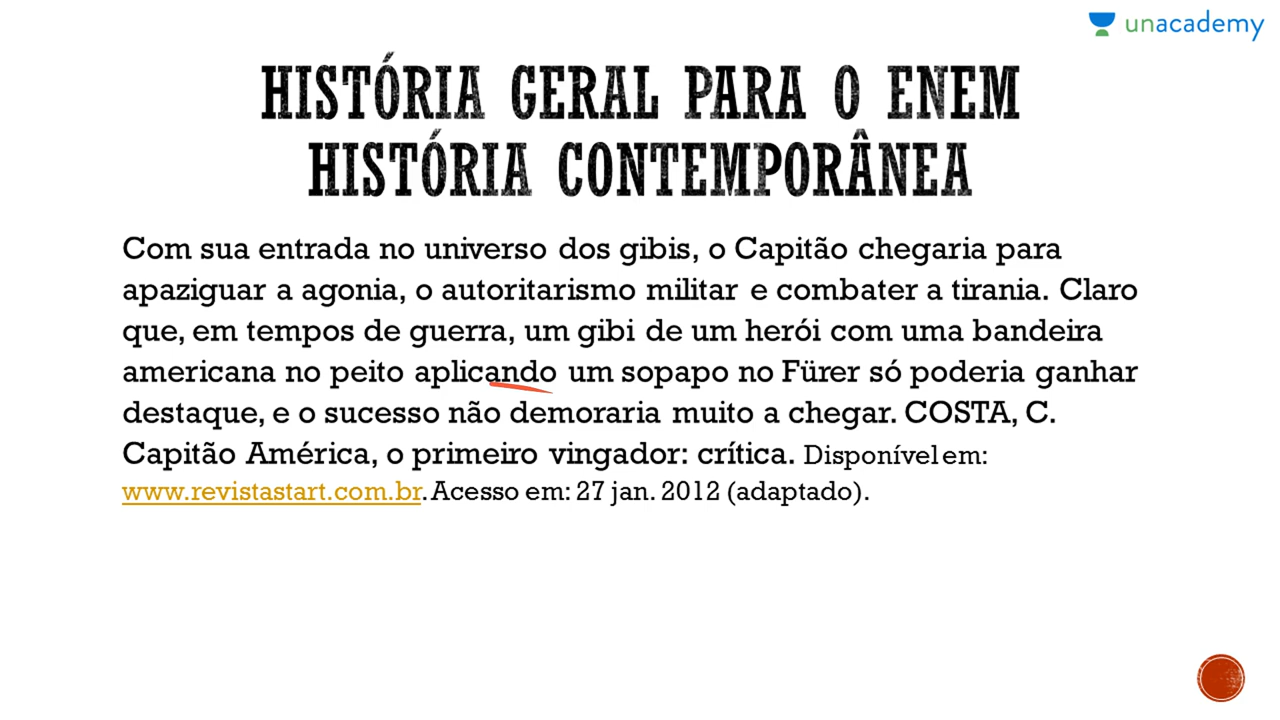 unacademy
HISTÓRIA GERAL PARA O ENEM
HISTÓRIA CONTEMPORÂNEA
Com sua entrada no universo dos gibis, o Capitão chegaria para
apaziguar a agonia, o autoritarismo militar e combater a tirania. Claro
que, em tempos de guerra, um gibi de um herói com uma bandeira
americana no peito aplicando um sopapo no Fürer só poderia ganhar
destaque, e o sucesso não demoraria muito a chegar. COSTA, C.
Capitão América, o primeiro vingador: crítica. Disponível em:
www.revistastart.com.br. Acesso em: 27 jan. 2012 (adaptado).